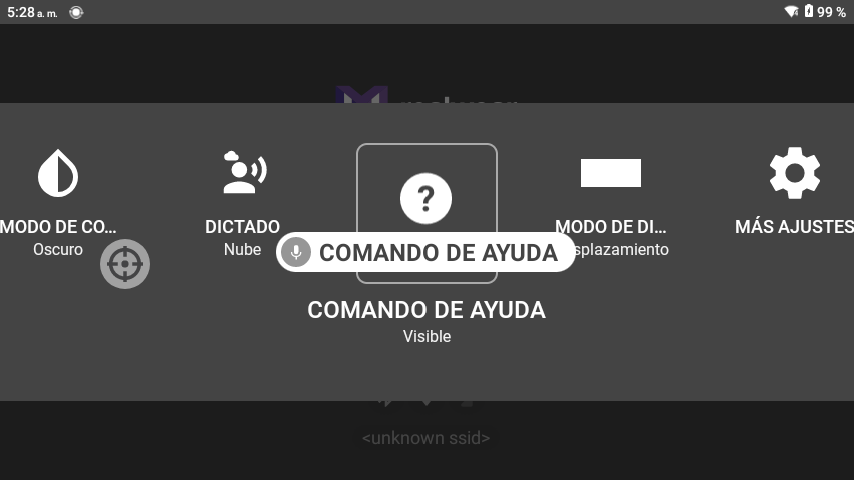 5:28 a. m.
99 %
MODO DE CO...
Oscuro
DICTADO
Nube
?
COMANDO DE AYUDA
COMANDO DE AYUDA
Visible
MODO DE DI...
splazamiento
MÁS AJUSTES
<unknown ssid>